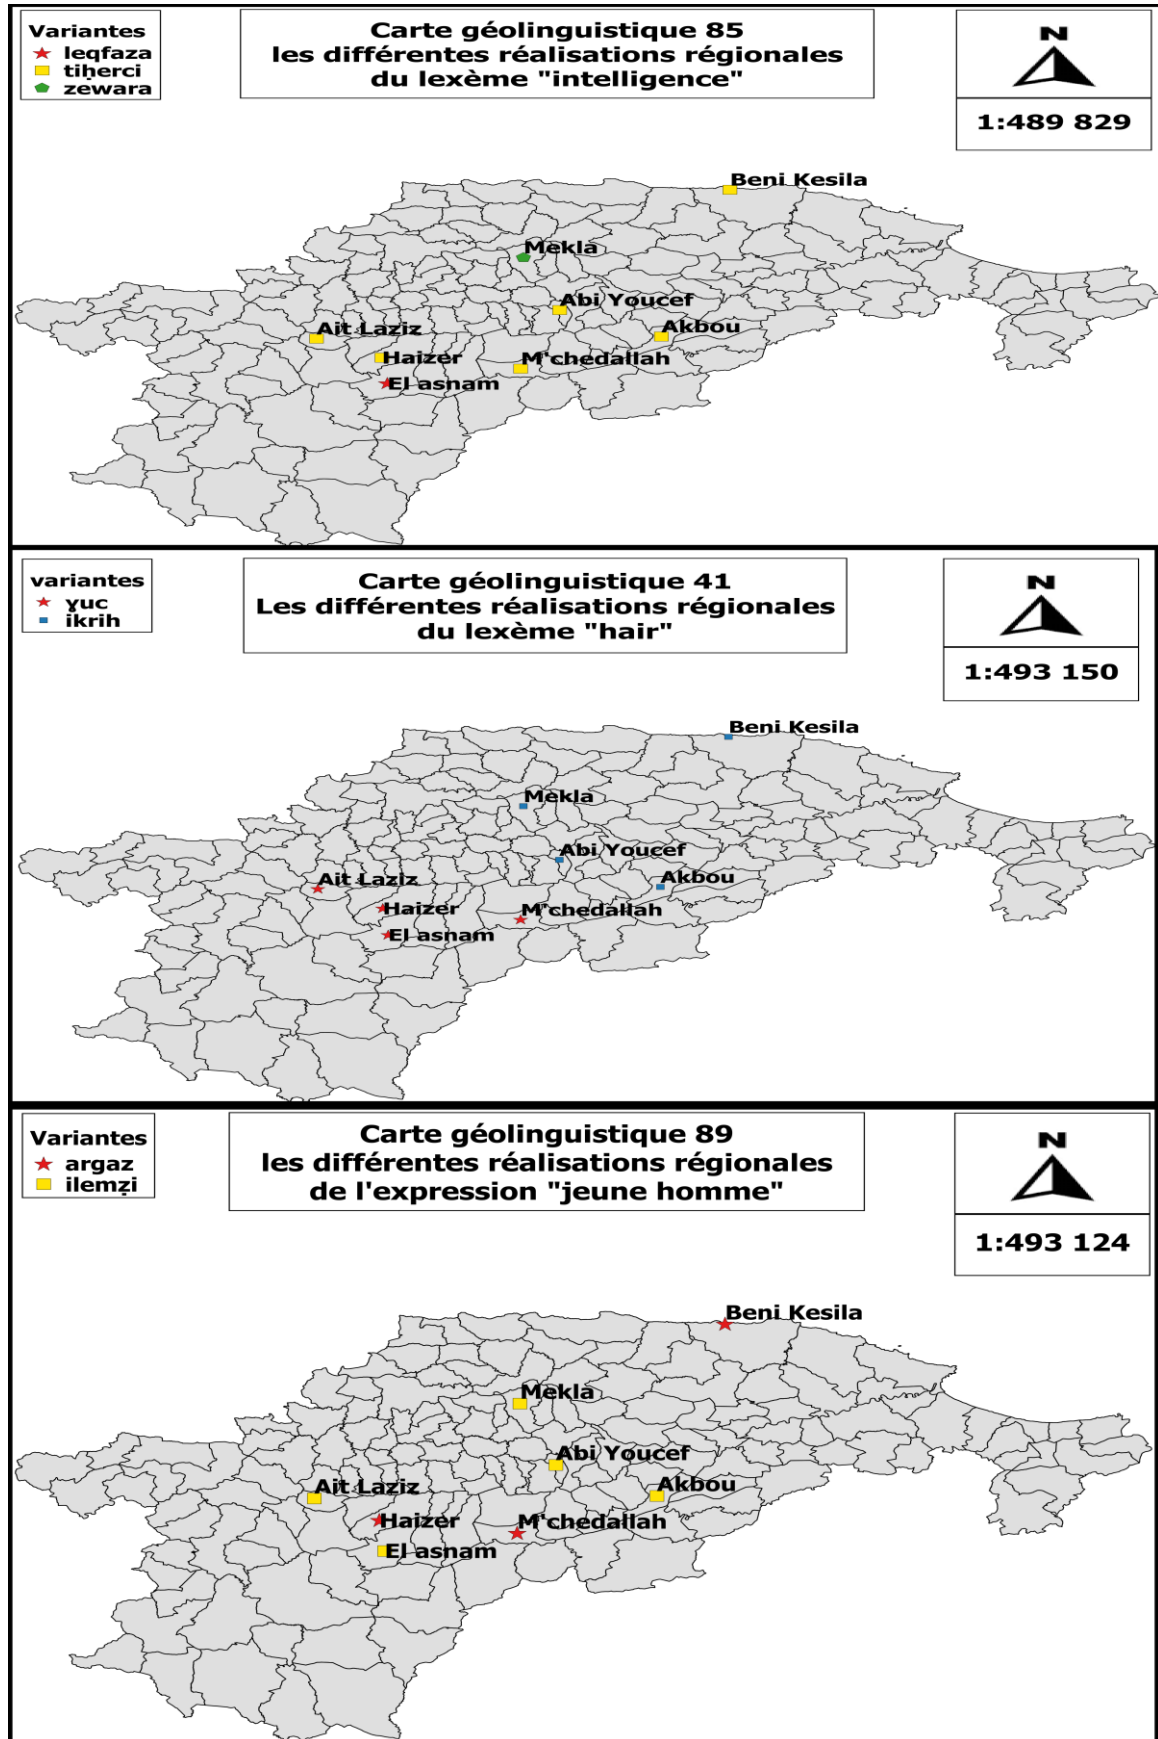 Variantes
leqfaza
tiḥerci
zewara
Carte géolinguistique 85
les différentes réalisations régionales
du lexème "intelligence"
N
1:489 829
Beni Kesila
Mekla
Abi Youcef
Ait Laziz
Akbou
Haizer
M'chedallah
El asnam
variantes
ɣuc
ikrih
Carte géolinguistique 41
Les différentes réalisations régionales
du lexème "hair"
N
1:493 150
Beni Kesila
Mekla
Abi Youcef
Ait Laziz
Akbou
Haizer
M'chedallah
El asnam
Variantes
argaz
ilemẓi
Carte géolinguistique 89
les différentes réalisations régionales
de l'expression "jeune homme"
N
1:493 124
Beni Kesila
Mekla
Abi Youcef
Ait Laziz
Akbou
Haizer
M'chedallah
El asnam